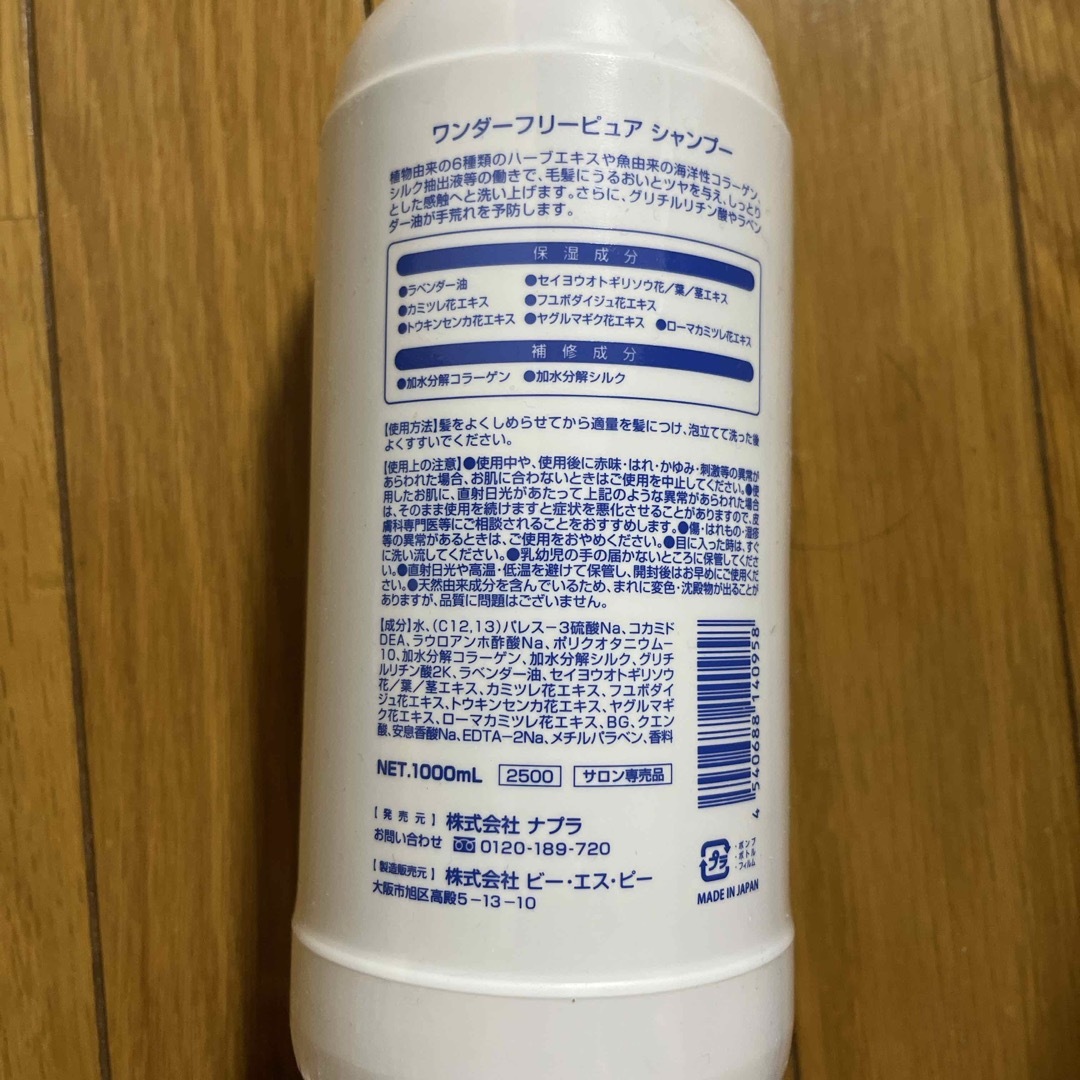 ワンダーフリーピュア シャンプー
植物由来の6種類のハーブエキスや魚由来の海洋性コラーゲン、
シルク抽出液等の働きで、毛髪にうるおいとツヤを与え、しっとり
とした感触へと洗い上げます。さらに、グリチルリチン酸やラベン
ダー油が手荒れを予防します。
保湿成分
●ラベンダー油 ●セイヨウオトギリソウ花/葉/茎エキス
●カミツレ花エキス ●フユボダイジュ花エキス
●トウキンセンカ花エキス ●ヤグルマギク花エキス ●ローマカミツレ花エキス
補修成分
●加水分解コラーゲン ●加水分解シルク
【使用方法】髪をよくしめらせてから適量を髪につけ、泡立てて洗った後
よくすすいでください。
【使用上の注意】●使用中や、使用後に赤味・はれ・かゆみ・刺激等の異常が
あらわれた場合、お肌に合わないときはご使用を中止してください。●使
用したお肌に、直射日光があたって上記のような異常があらわれた場合
は、そのまま使用を続けますと症状を悪化させることがありますので、皮
膚科専門医等にご相談されることをおすすめします。●傷・はれもの・湿疹
等の異常があるときは、ご使用をおやめください。●目に入った時は、すぐ
に洗い流してください。●乳幼児の手の届かないところに保管してくださ
い。●直射日光や高温・低温を避けて保管し、開封後はお早めにご使用くだ
さい。●天然由来成分を含んでいるため、まれに変色・沈殿物が出ることが
ありますが、品質に問題はございません。
【成分】水、(C12,13)パレス－3硫酸Na、コカミド
DEA、ラウロアンホ酢酸Na、ポリクオタニウム－
10、加水分解コラーゲン、加水分解シルク、グリチ
ルリチン酸2K、ラベンダー油、セイヨウオトギリソウ
花/葉/茎エキス、カミツレ花エキス、フユボダイ
ジュ花エキス、トウキンセンカ花エキス、ヤグルマギ
ク花エキス、ローマカミツレ花エキス、BG、クエン
酸、安息香酸Na、EDTA－2Na、メチルパラベン、香料
NET.1000mL 2500 サロン専売品
【発売元】 株式会社 ナプラ
お問い合わせ 0120-189-720
【製造販売元】 株式会社 ビー・エス・ピー
大阪市旭区高殿5－13－10
4 540688 140958
プラ
・ポンプ
・ボトル
・フィルム
MADE IN JAPAN